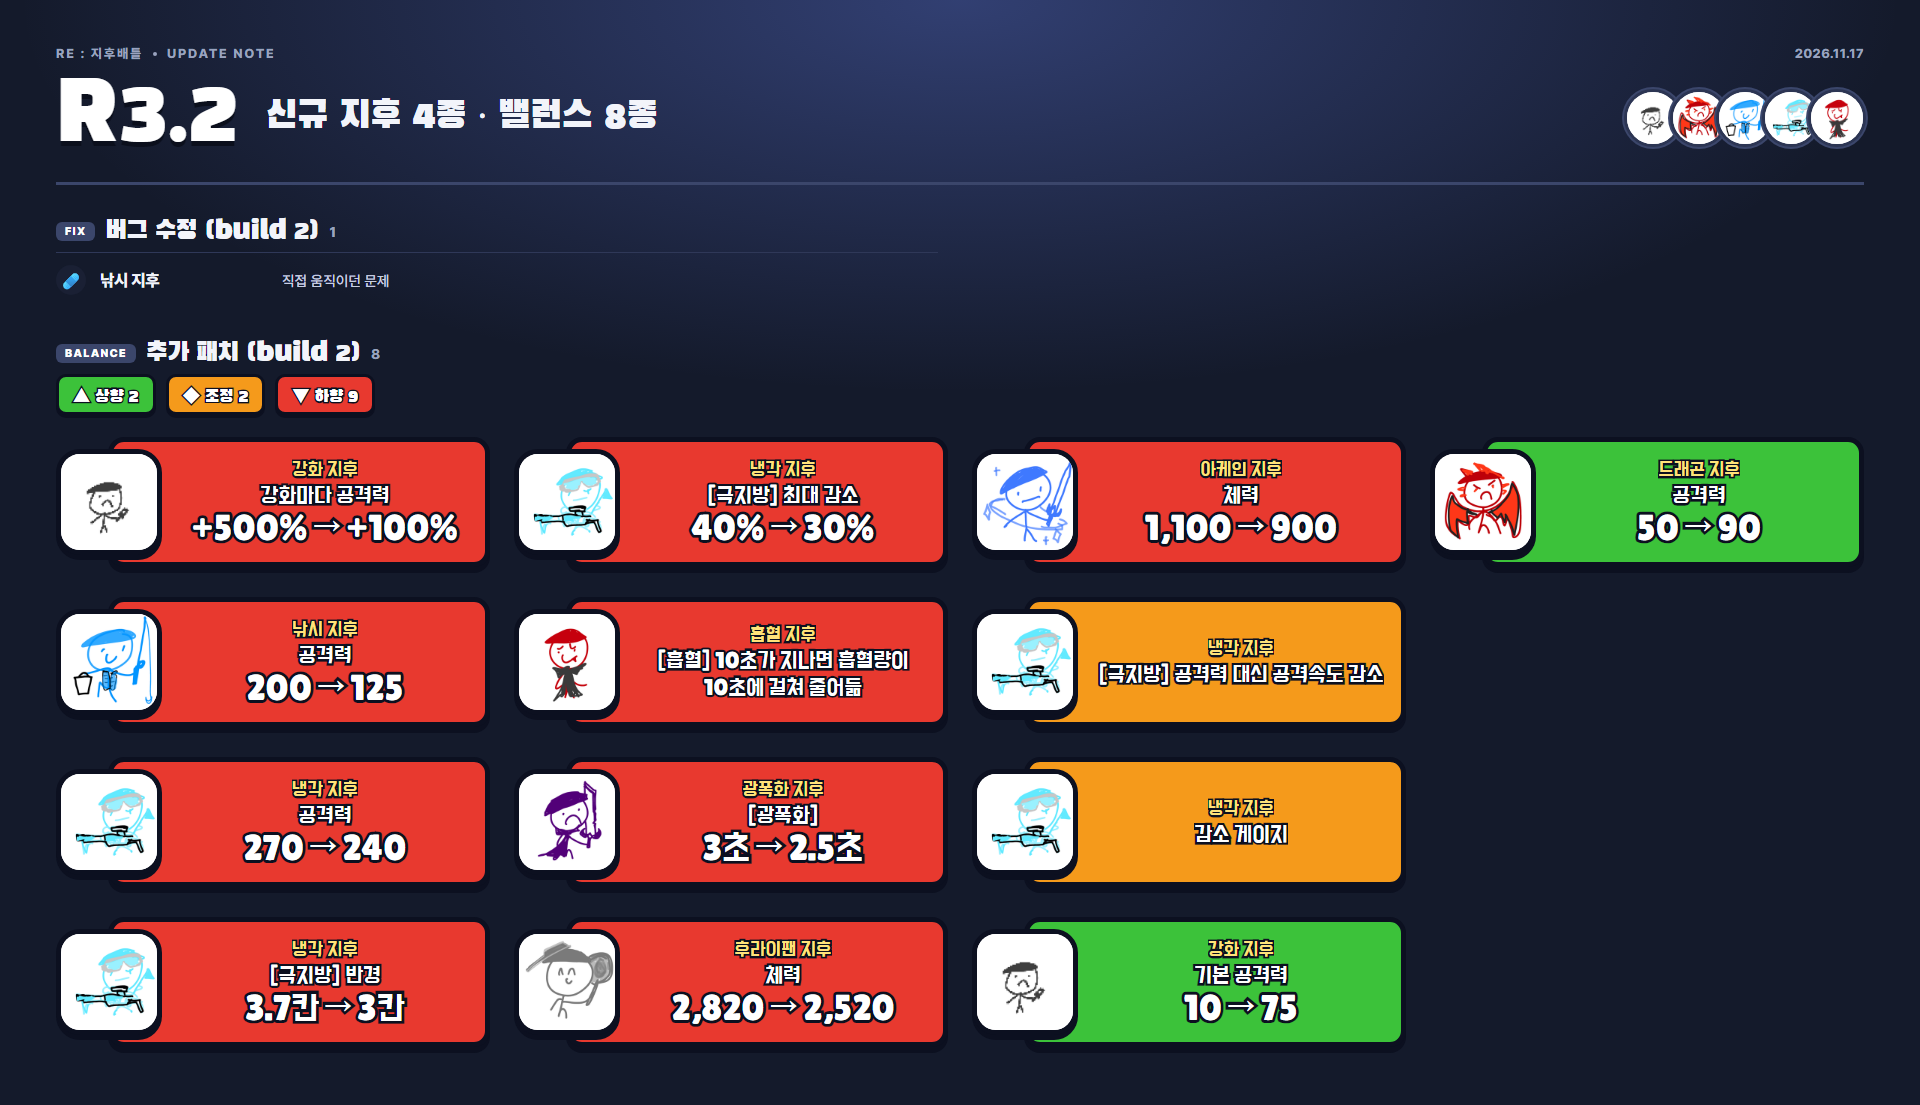 RE : 지후배틀 • UPDATE NOTE
2026.11.17
R3.2
신규 지후 4종 · 밸런스 8종
FIX 버그 수정 (build 2) 1
낚시 지후
직접 움직이던 문제
BALANCE 추가 패치 (build 2) 8
▲ 상향 2
◆ 조정 2
▼ 하향 9
강화 지후
강화마다 공격력
+500% → +100%
냉각 지후
[극지방] 최대 감소
40% → 30%
아케인 지후
체력
1,100 → 900
드래곤 지후
공격력
50 → 90
낚시 지후
공격력
200 → 125
흡혈 지후
[흡혈] 10초가 지나면 흡혈량이
10초에 걸쳐 줄어듦
냉각 지후
[극지방] 공격력 대신 공격속도 감소
냉각 지후
공격력
270 → 240
광폭화 지후
[광폭화]
3초 → 2.5초
냉각 지후
감소 게이지
냉각 지후
[극지방] 반경
3.7칸 → 3칸
후라이팬 지후
체력
2,820 → 2,520
강화 지후
기본 공격력
10 → 75